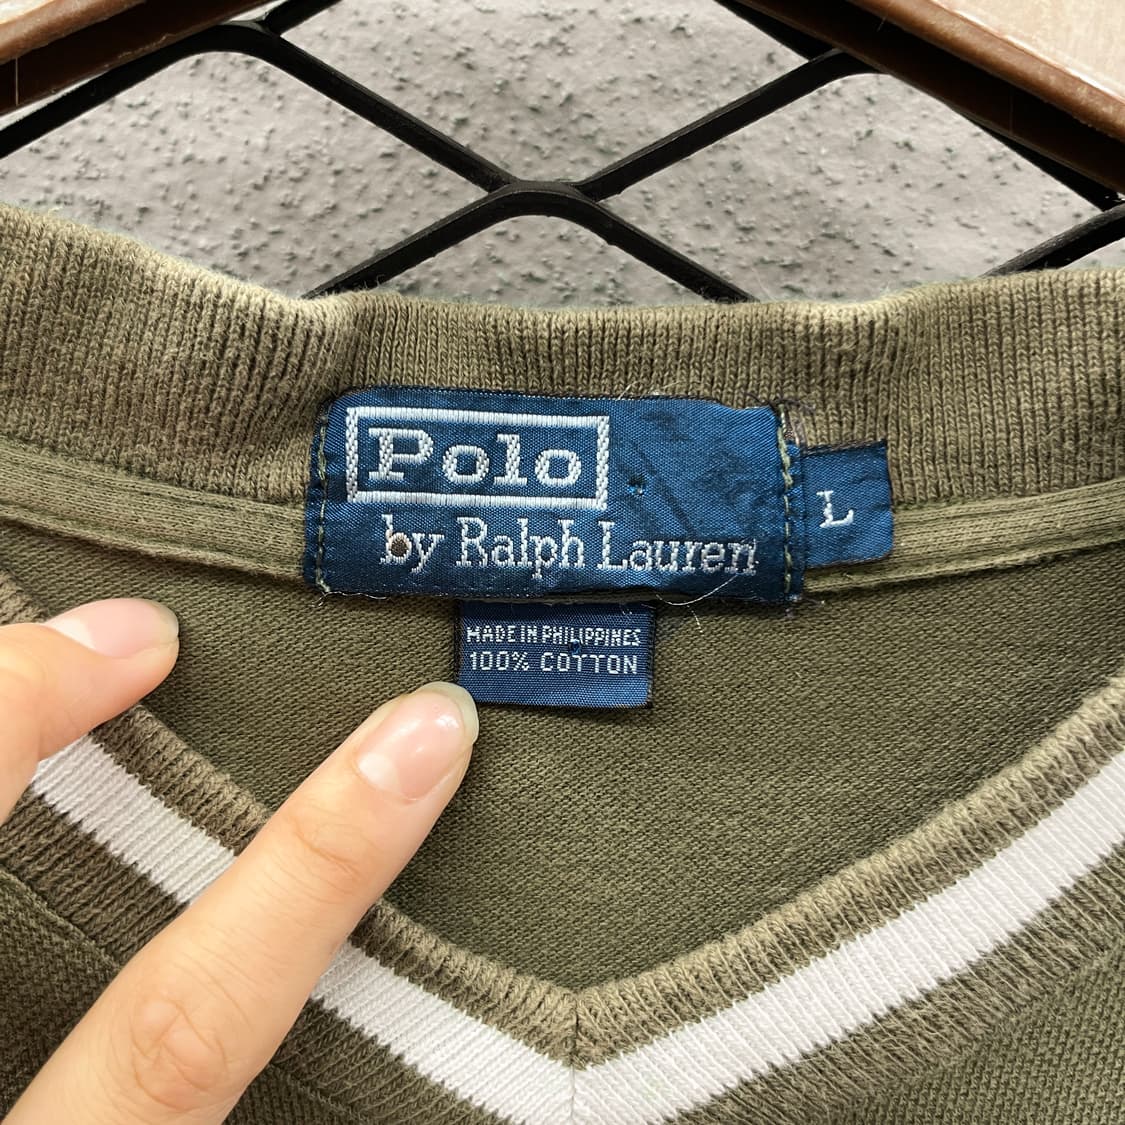 Polo
by Ralph Lauren
L
MADE IN PHILIPPINES
100% COTTON